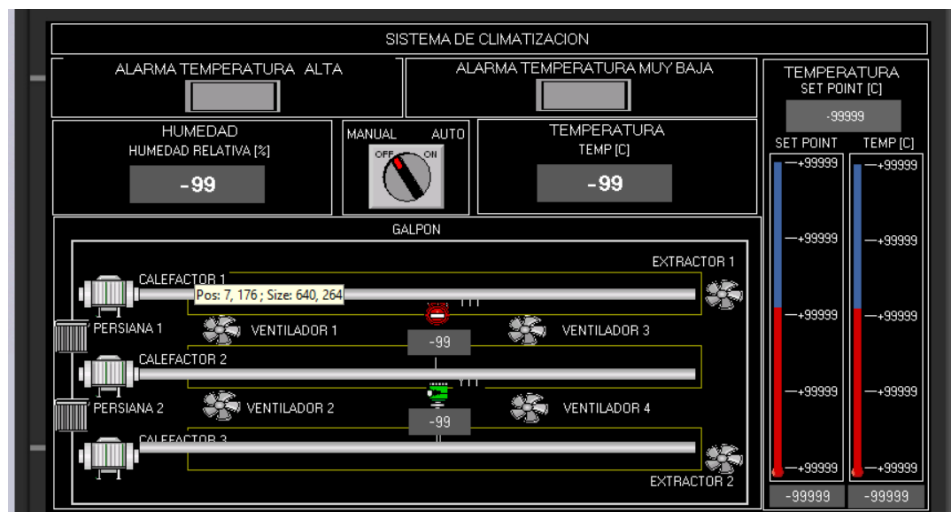 SISTEMA DE CLIMATIZACION
ALARMA TEMPERATURA ALTA
ALARMA TEMPERATURA MUY BAJA
TEMPERATURA
SET POINT [C]
-99999
HUMEDAD
HUMEDAD RELATIVA [%]
-99
MANUAL AUTO
OFF ON
TEMPERATURA
TEMP [C]
-99
SET POINT TEMP [C]
+99999 +99999
+99999 +99999
+99999 +99999
+99999 +99999
+99999 +99999
-99999 -99999
GALPON
EXTRACTOR 1
CALEFACTOR 1
Pos: 7, 176 ; Size: 640, 264
PERSIANA 1
VENTILADOR 1
VENTILADOR 3
-99
CALEFACTOR 2
PERSIANA 2
VENTILADOR 2
VENTILADOR 4
-99
CALEFACTOR 3
EXTRACTOR 2